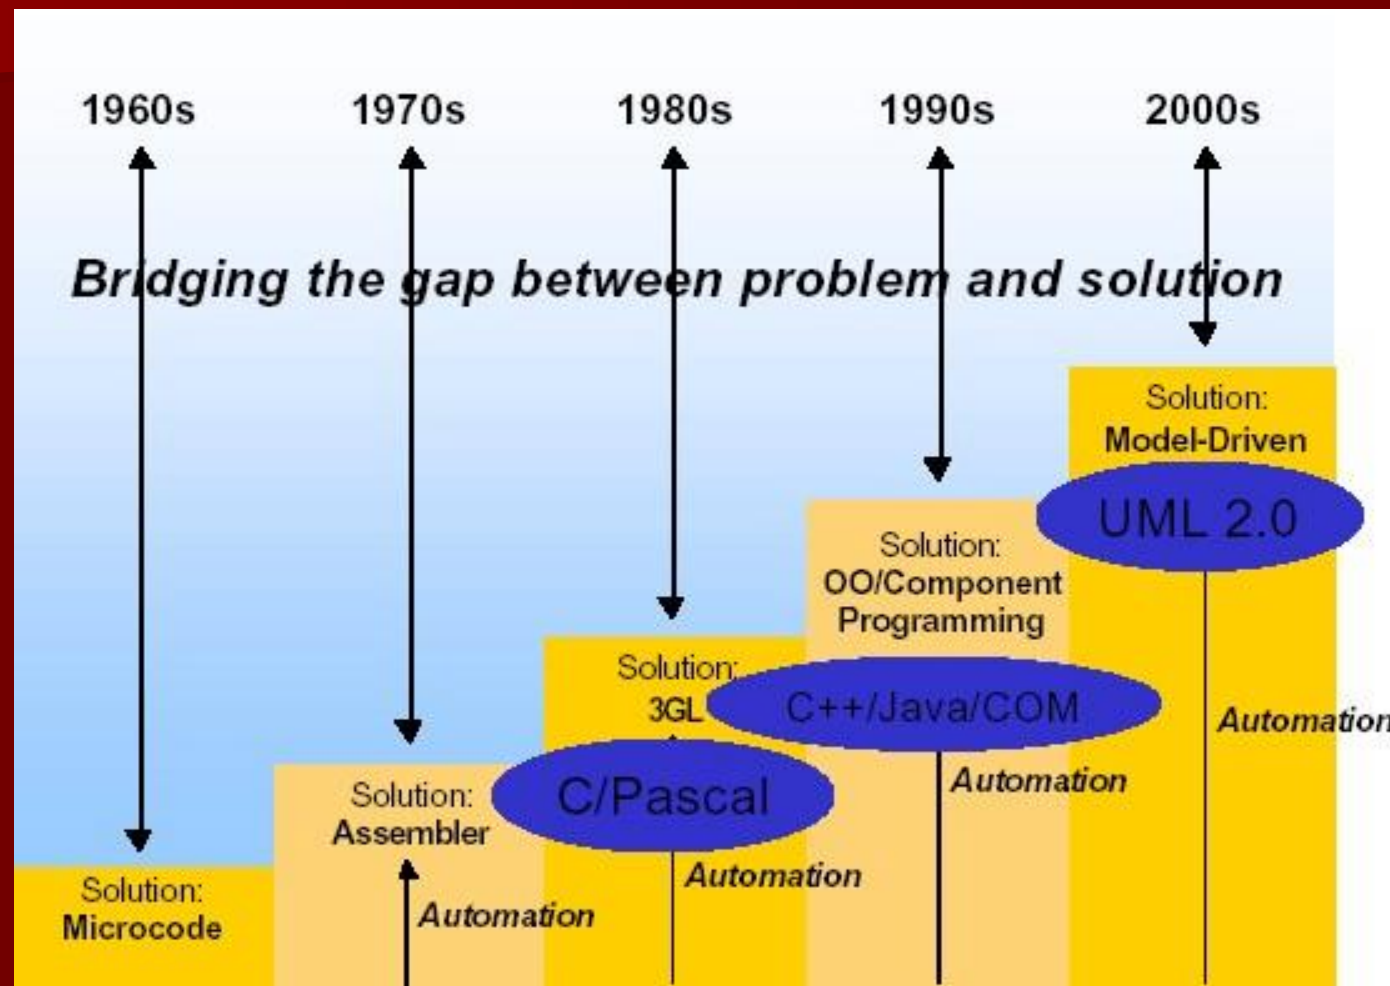 1960s
1970s
1980s
1990s
2000s
Bridging the gap between problem and solution
Solution:
Microcode
Solution:
Assembler
Automation
Solution:
3GL
C/Pascal
Automation
Solution:
OO/Component
Programming
C++/Java/COM
Automation
Solution:
Model-Driven
UML 2.0
Automation